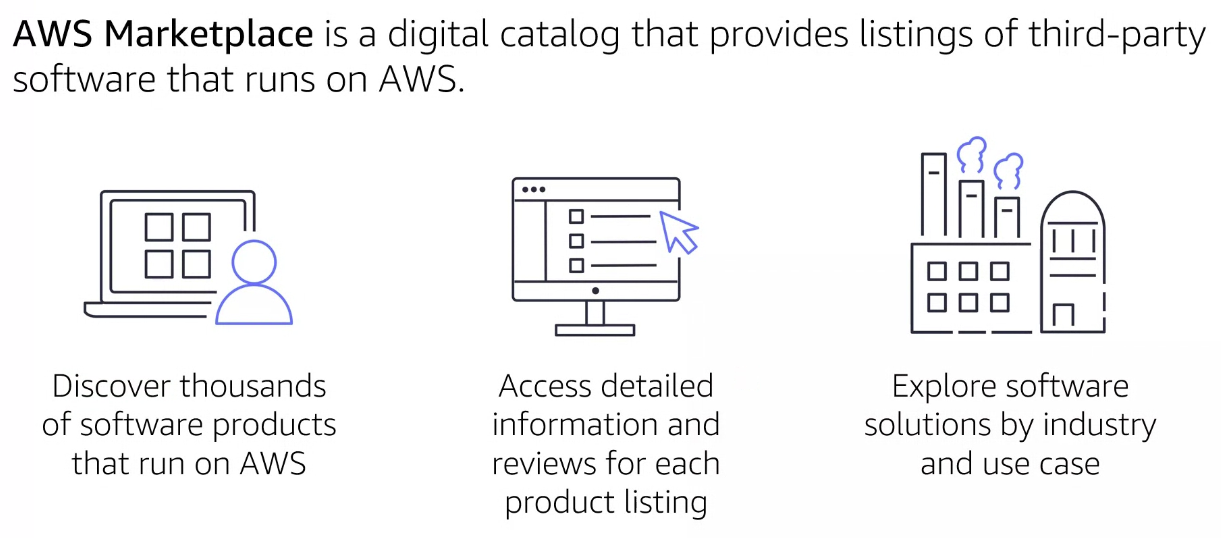 AWS Marketplace is a digital catalog that provides listings of third-party
software that runs on AWS.
Discover thousands
of software products
that run on AWS
Access detailed
information and
reviews for each
product listing
Explore software
solutions by industry
and use case